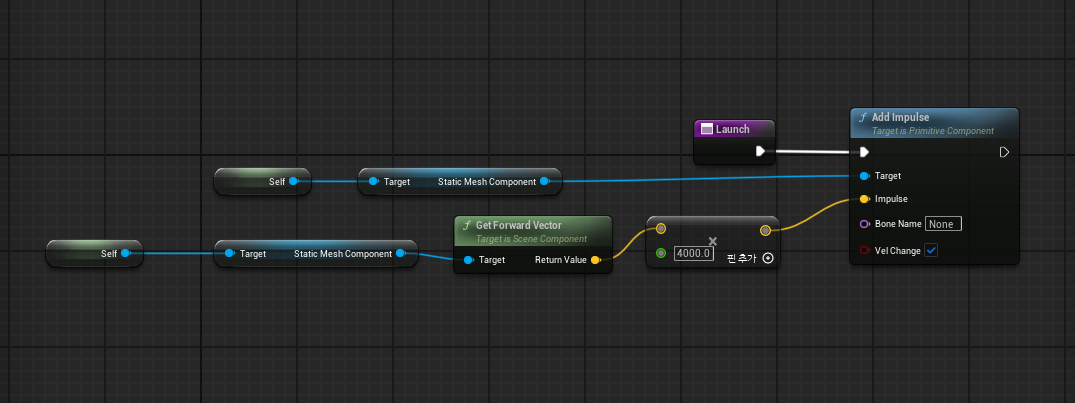 Launch
Add Impulse
Target is Primitive Component
Self
Target Static Mesh Component
Target
Impulse
Bone Name None
Vel Change
Self
Target Static Mesh Component
Get Forward Vector
Target is Scene Component
Target Return Value
4000.0
핀 추가